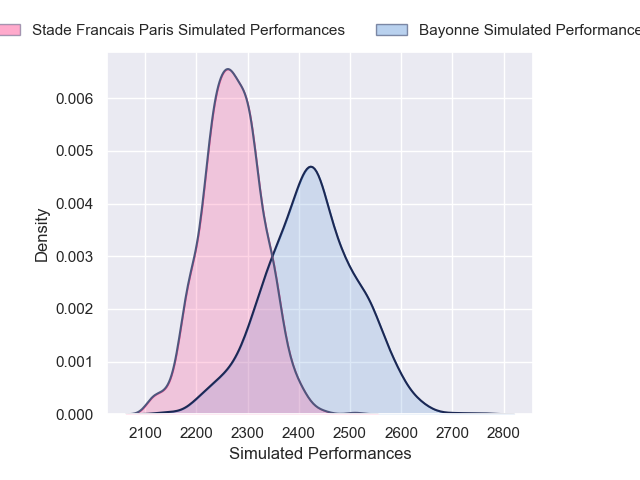 Stade Francais Paris Simulated Performances
Bayonne Simulated Performance
0.006
0.005
0.004
0.003
0.002
0.001
0.000
Density
2100 2200 2300 2400 2500 2600 2700 2800
Simulated Performances